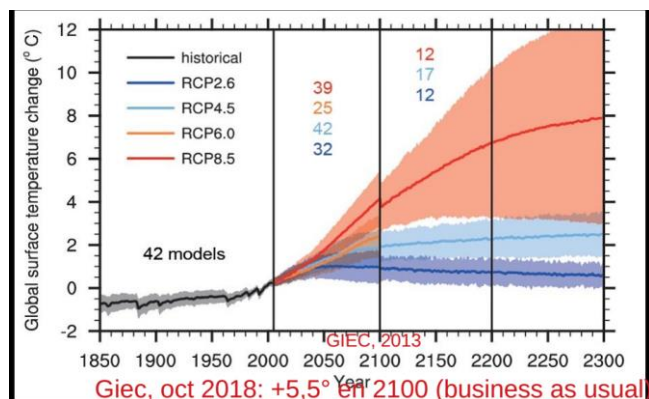 Global surface temperature change (° C)
12
10
8
6
4
2
0
-2
historical
RCP2.6
RCP4.5
RCP6.0
RCP8.5
39
25
42
32
12
17
12
42 models
GIEC, 2013
1850 1900 1950 2000 2050 2100 2150 2200 2250 2300
Year
Giec, oct 2018: +5,5° en 2100 (business as usual)